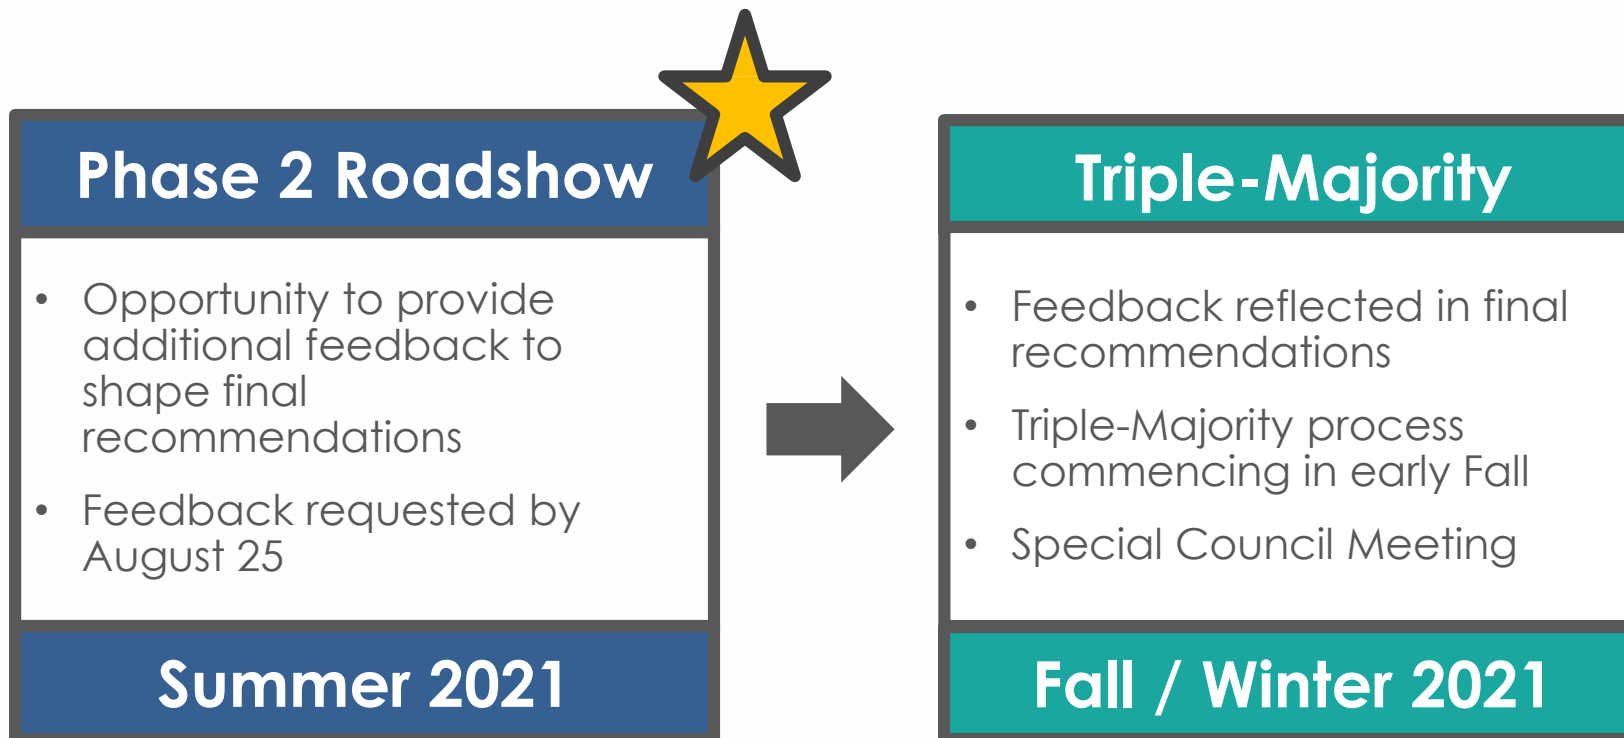 Phase 2 Roadshow
• Opportunity to provide
additional feedback to
shape final
recommendations
• Feedback requested by
August 25
Summer 2021
Triple-Majority
• Feedback reflected in final
recommendations
• Triple-Majority process
commencing in early Fall
• Special Council Meeting
Fall / Winter 2021